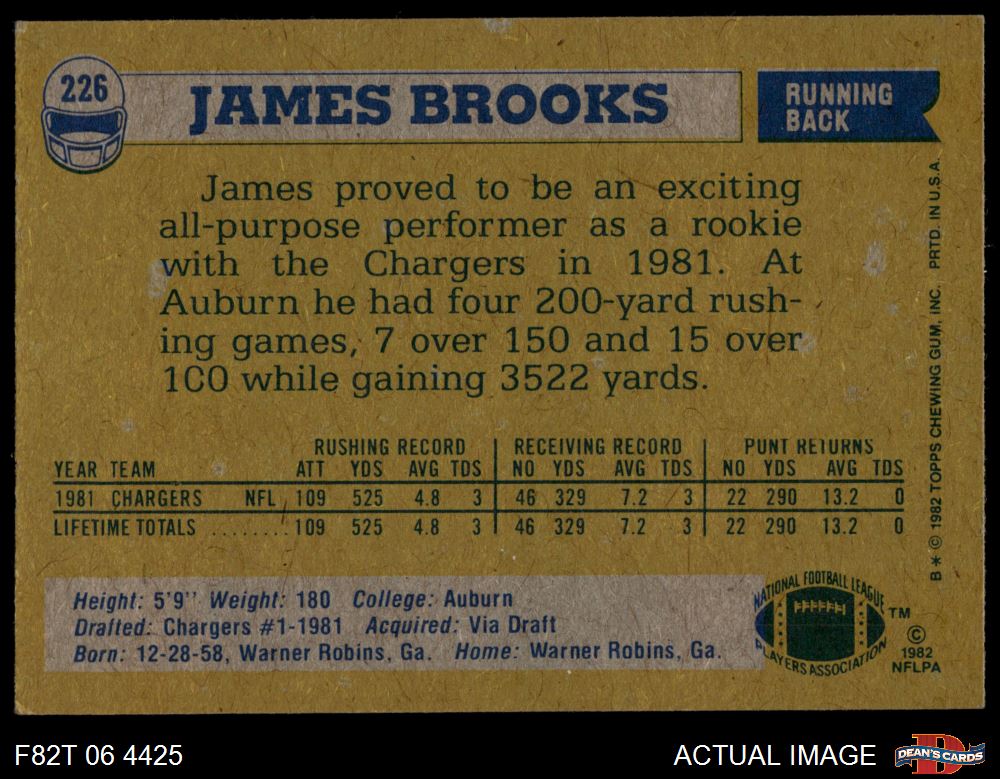 226
JAMES BROOKS
RUNNING
BACK
James proved to be an exciting
all-purpose performer as a rookie
with the Chargers in 1981. At
Auburn he had four 200-yard rush-
ing games, 7 over 150 and 15 over
100 while gaining 3522 yards.
RUSHING RECORD RECEIVING RECORD PUNT RETURNS
YEAR TEAM ATT YDS AVG TDS NO YDS AVG TDS NO YDS AVG TDS
1981 CHARGERS NFL 109 525 4.8 3 46 329 7.2 3 22 290 13.2 0
LIFETIME TOTALS ........ 109 525 4.8 3 46 329 7.2 3 22 290 13.2 0
Height: 5'9" Weight: 180 College: Auburn
Drafted: Chargers #1-1981 Acquired: Via Draft
Born: 12-28-58, Warner Robins, Ga. Home: Warner Robins, Ga.
NATIONAL FOOTBALL LEAGUE
PLAYERS ASSOCIATION
TM
©
1982
NFLPA
B✶© 1982 TOPPS CHEWING GUM, INC. PRTD. IN U.S.A.
F82T 06 4425
ACTUAL IMAGE
D
DEAN'S CARDS